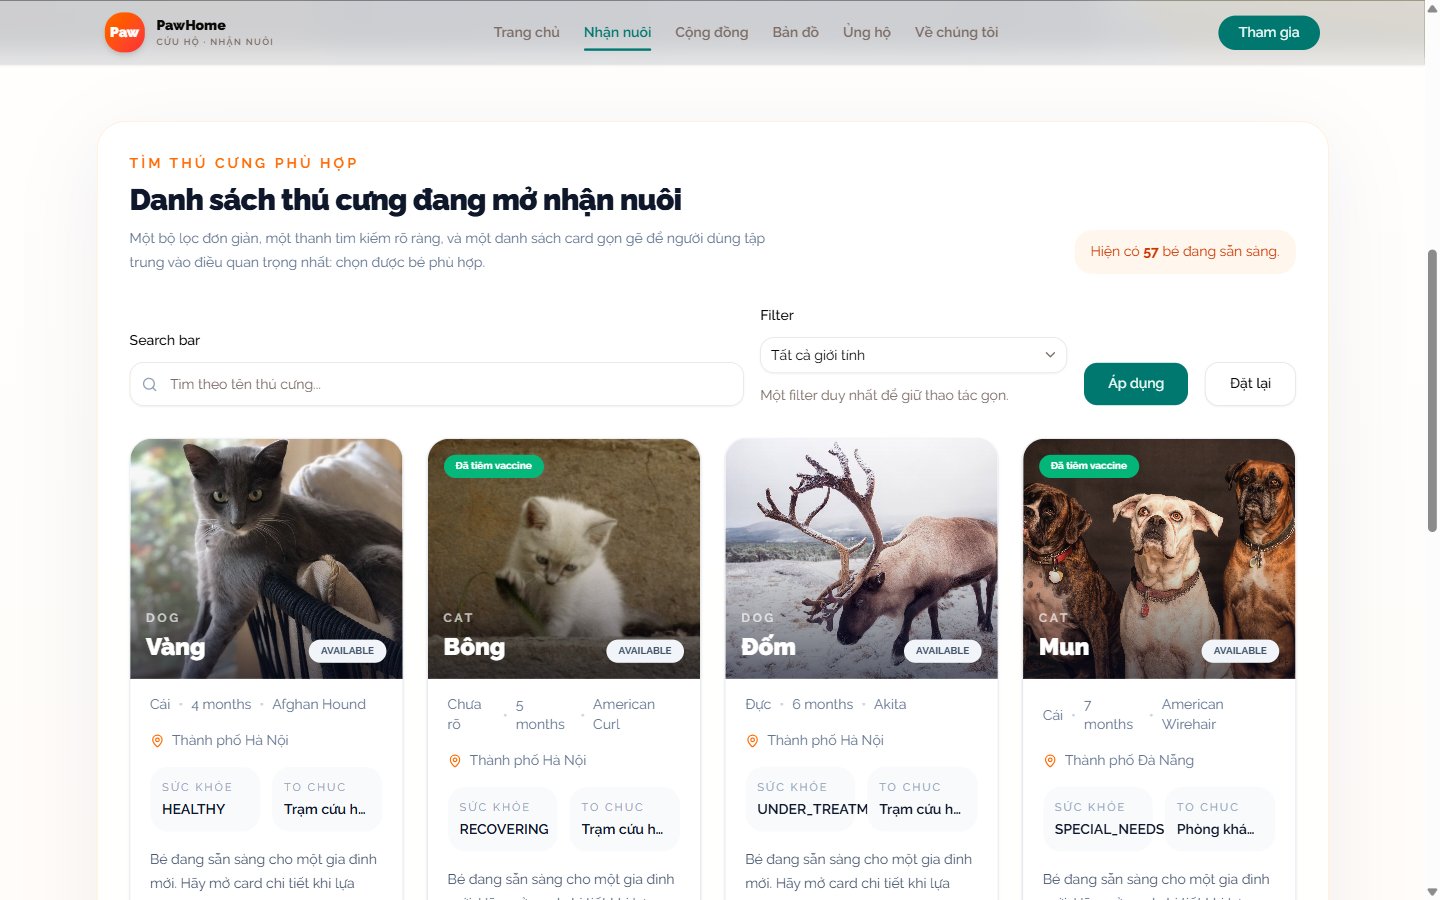 Paw
PawHome
CỨU HỘ · NHẬN NUÔI
Trang chủ
Nhận nuôi
Cộng đồng
Bản đồ
Ủng hộ
Về chúng tôi
Tham gia
TÌM THÚ CƯNG PHÙ HỢP
Danh sách thú cưng đang mở nhận nuôi
Một bộ lọc đơn giản, một thanh tìm kiếm rõ ràng, và một danh sách card gọn gẽ để người dùng tập
trung vào điều quan trọng nhất: chọn được bé phù hợp.
Hiện có 57 bé đang sẵn sàng.
Search bar
Tìm theo tên thú cưng...
Filter
Tất cả giới tính
Một filter duy nhất để giữ thao tác gọn.
Áp dụng
Đặt lại
DOG
Vàng
AVAILABLE
Cái • 4 months • Afghan Hound
Thành phố Hà Nội
SỨC KHỎE
HEALTHY
TO CHUC
Trạm cứu h...
Bé đang sẵn sàng cho một gia đình
mới. Hãy mở card chi tiết khi lựa
Đã tiêm vaccine
CAT
Bông
AVAILABLE
Chưa
rõ
• 5
months
• American
Curl
Thành phố Hà Nội
SỨC KHỎE
RECOVERING
TO CHUC
Trạm cứu h...
Bé đang sẵn sàng cho một gia đình
DOG
Đốm
AVAILABLE
Đực • 6 months • Akita
Thành phố Hà Nội
SỨC KHỎE
UNDER_TREATM
TO CHUC
Trạm cứu h...
Bé đang sẵn sàng cho một gia đình
mới. Hãy mở card chi tiết khi lựa
Đã tiêm vaccine
CAT
Mun
AVAILABLE
Cái • 7
months
• American
Wirehair
Thành phố Đà Nẵng
SỨC KHỎE
SPECIAL_NEEDS
TO CHUC
Phòng khá...
Bé đang sẵn sàng cho một gia đình